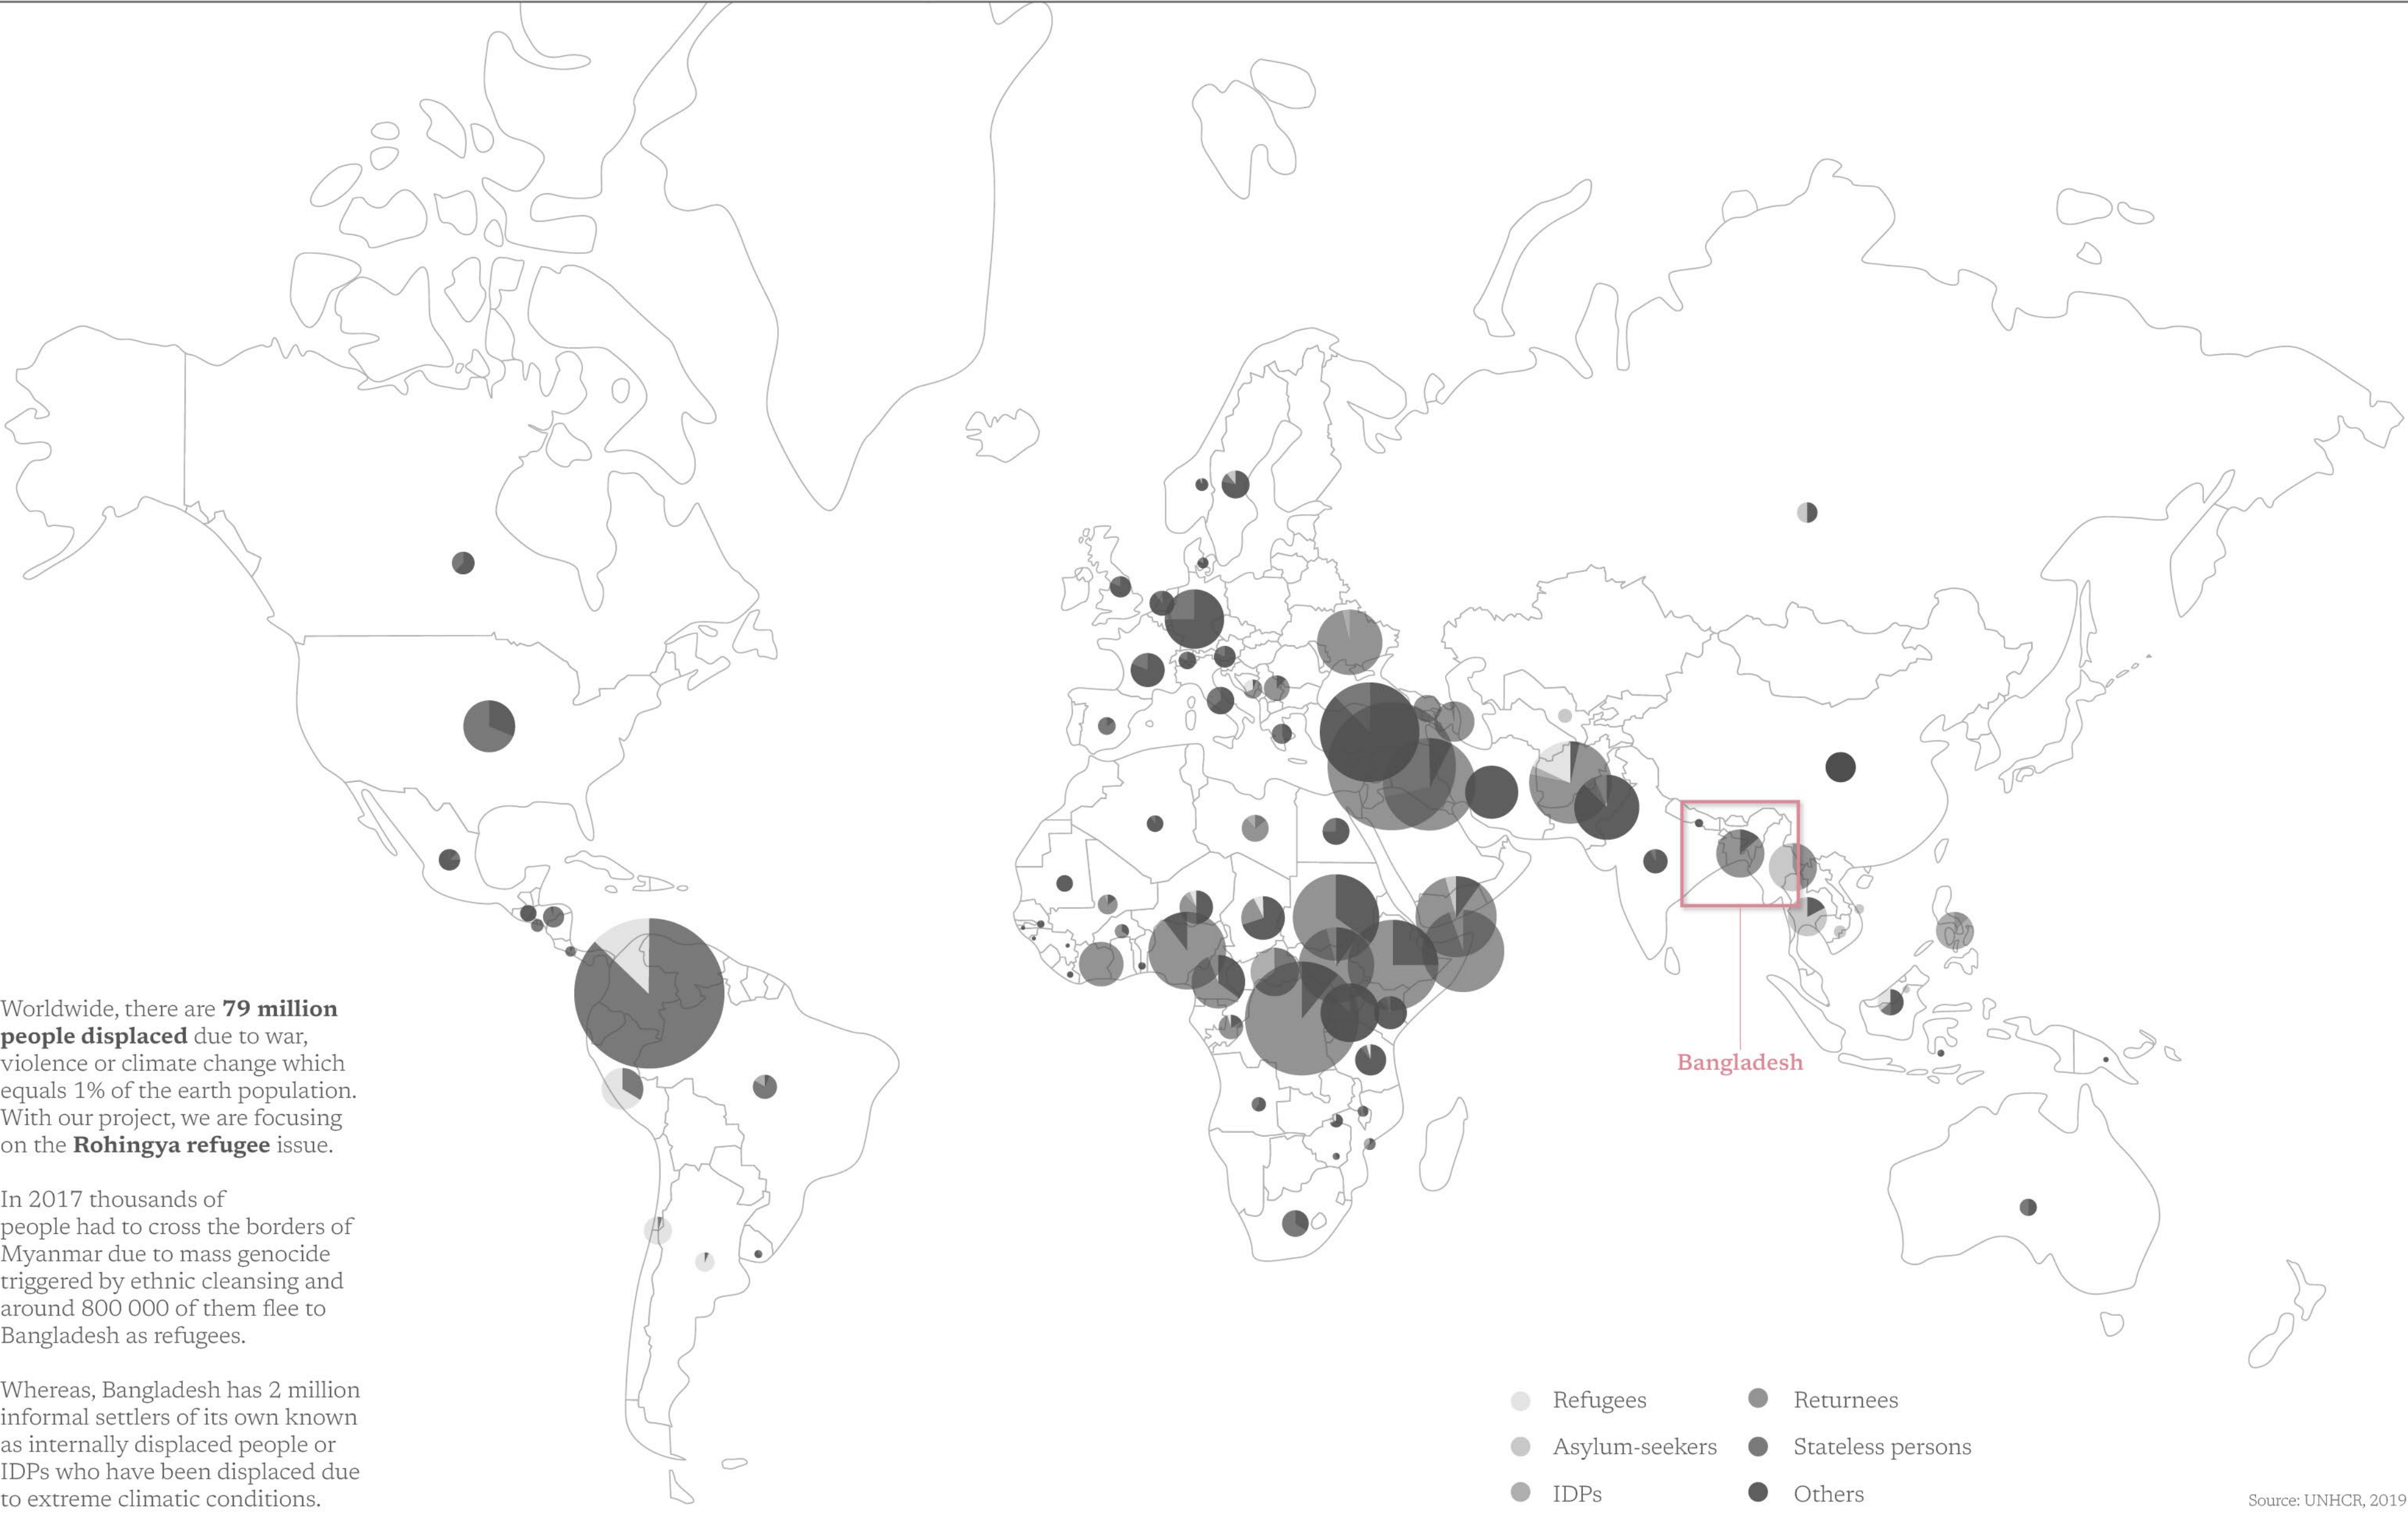 Bangladesh
Worldwide, there are 79 million
people displaced due to war,
violence or climate change which
equals 1% of the earth population.
With our project, we are focusing
on the Rohingya refugee issue.
In 2017 thousands of
people had to cross the borders of
Myanmar due to mass genocide
triggered by ethnic cleansing and
around 800 000 of them flee to
Bangladesh as refugees.
Whereas, Bangladesh has 2 million
informal settlers of its own known
as internally displaced people or
IDPs who have been displaced due
to extreme climatic conditions.
Refugees
Asylum-seekers
IDPs
Returnees
Stateless persons
Others
Source: UNHCR, 2019